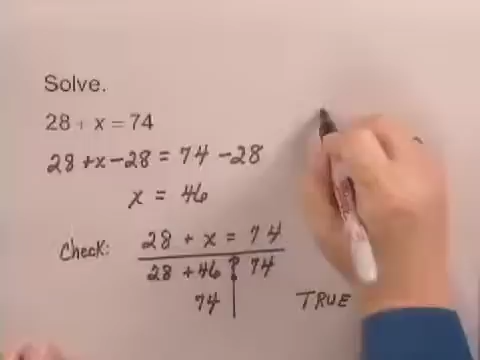 Solve.
28 + x = 74
28 + x - 28 = 74 - 28
x = 46
Check: 28 + x = 74
28 + 46 ? 74
74 TRUE